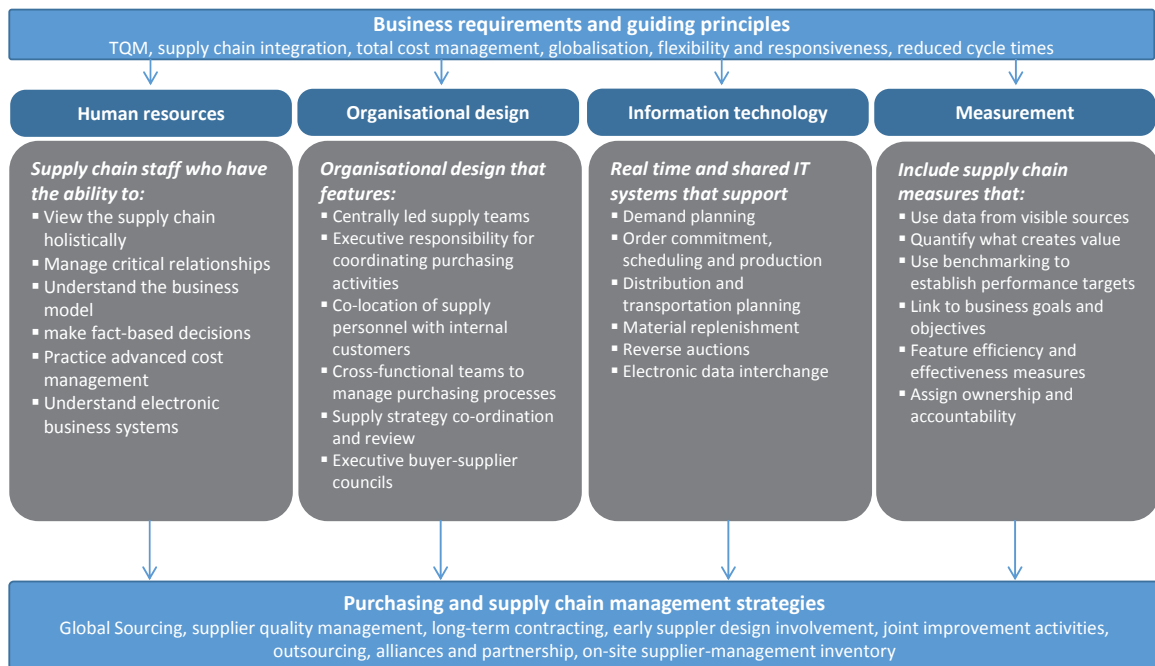 Business requirements and guiding principles
TQM, supply chain integration, total cost management, globalisation, flexibility and responsiveness, reduced cycle times
Human resources
Supply chain staff who have
the ability to:
▪ View the supply chain
holistically
▪ Manage critical relationships
▪ Understand the business
model
▪ make fact-based decisions
▪ Practice advanced cost
management
▪ Understand electronic
business systems
Organisational design
Organisational design that
features:
▪ Centrally led supply teams
▪ Executive responsibility for
coordinating purchasing
activities
▪ Co-location of supply
personnel with internal
customers
▪ Cross-functional teams to
manage purchasing processes
▪ Supply strategy co-ordination
and review
▪ Executive buyer-supplier
councils
Information technology
Real time and shared IT
systems that support
▪ Demand planning
▪ Order commitment,
scheduling and production
▪ Distribution and
transportation planning
▪ Material replenishment
▪ Reverse auctions
▪ Electronic data interchange
Measurement
Include supply chain
measures that:
▪ Use data from visible sources
▪ Quantify what creates value
▪ Use benchmarking to
establish performance targets
▪ Link to business goals and
objectives
▪ Feature efficiency and
effectiveness measures
▪ Assign ownership and
accountability
Purchasing and supply chain management strategies
Global Sourcing, supplier quality management, long-term contracting, early suppler design involvement, joint improvement activities,
outsourcing, alliances and partnership, on-site supplier-management inventory